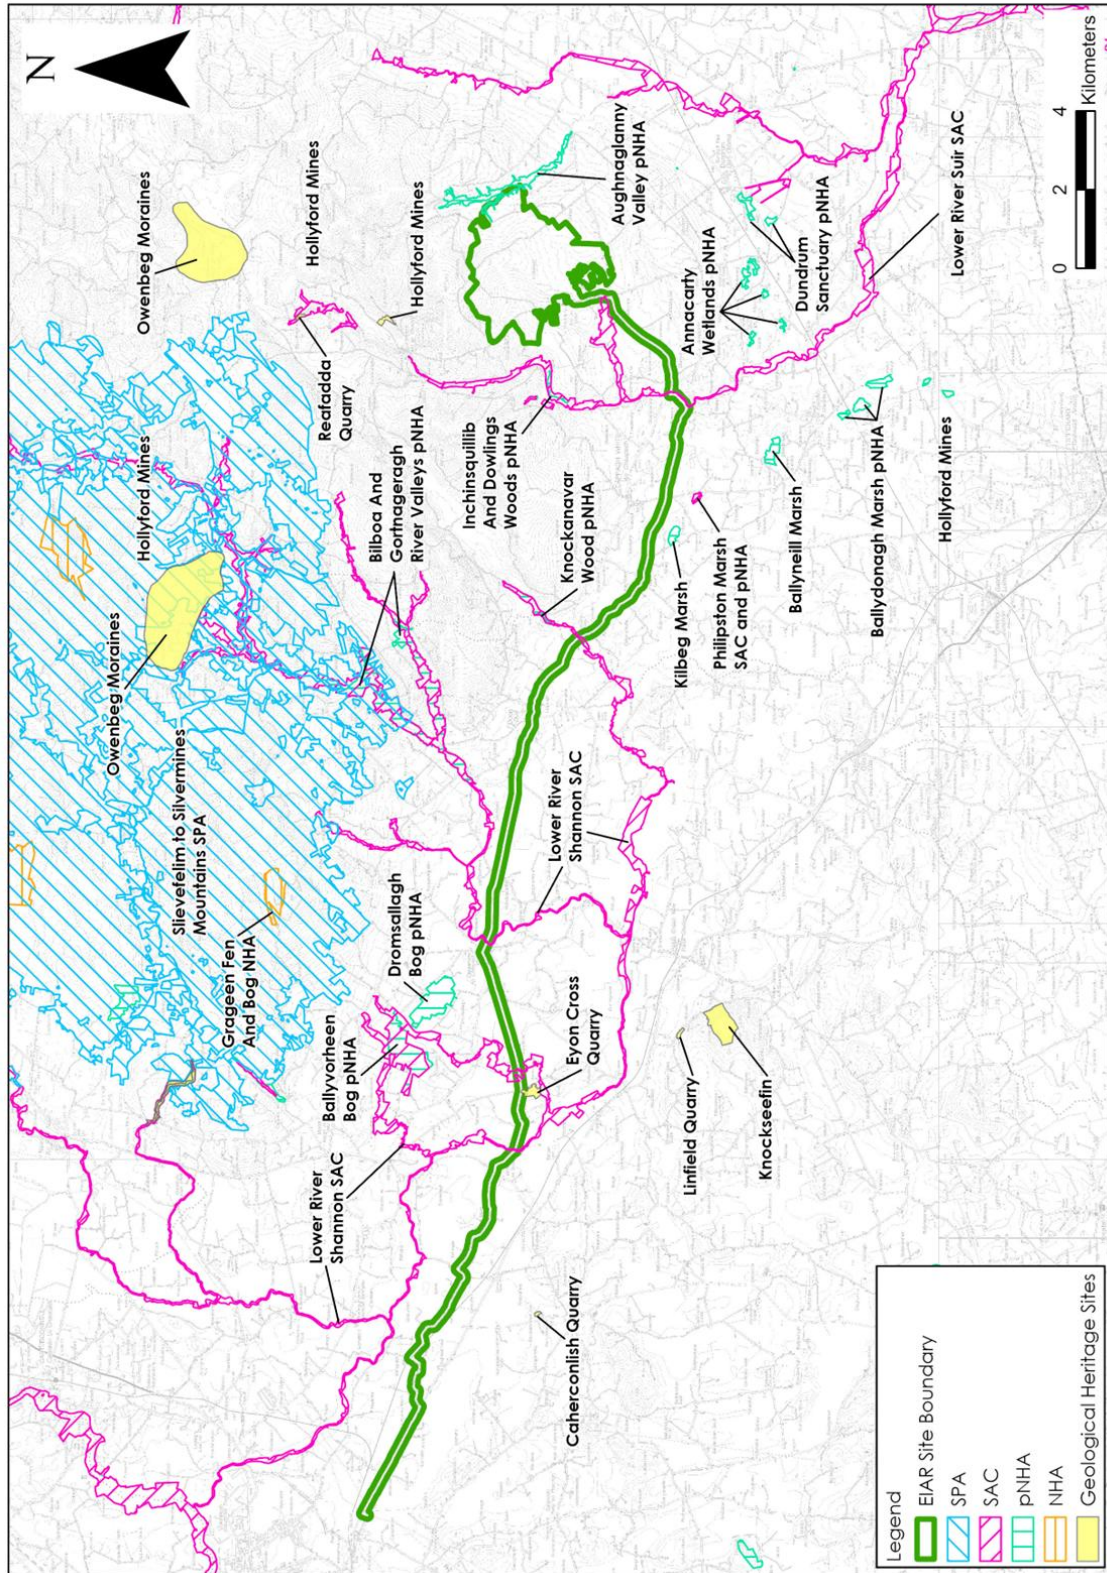 N
Owenbeg Moraines
Hollyford Mines
Hollyford Mines
Reafadda
Quarry
Aughnaglanny
Valley pNHA
Hollyford Mines
Owenbeg Moraines
Bilboa And
Gortnageragh
River Valleys pNHA
Inchinsquillib
And Dowlings
Woods pNHA
Annacarty
Wetlands pNHA
Dundrum
Sanctuary pNHA
Lower River Suir SAC
Knockanavar
Wood pNHA
Kilbeg Marsh
Philipston Marsh
SAC and pNHA
Ballyneill Marsh
Ballydonagh Marsh pNHA
Hollyford Mines
Slievefelim to Silvermines
Mountains SPA
Grageen Fen
And Bog NHA
Dromsallagh
Bog pNHA
Ballyvorheen
Bog pNHA
Lower River
Shannon SAC
Eyon Cross
Quarry
Lower River
Shannon SAC
Linfield Quarry
Knockseefin
Caherconlish Quarry
0 2 4
Kilometers
Legend
EIAR Site Boundary
SPA
SAC
pNHA
NHA
Geological Heritage Sites